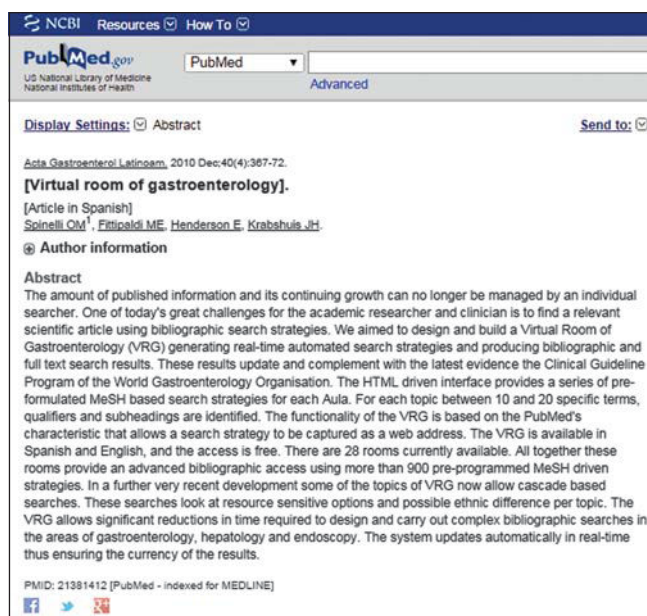 NCBI Resources How To
PubMed.gov
US National Library of Medicine
National Institutes of Health
PubMed
Advanced
Display Settings: Abstract
Send to:
Acta Gastroenterol Latinoam. 2010 Dec;40(4):367-72.
[Virtual room of gastroenterology].
[Article in Spanish]
Spinelli OM1, Fittipaldi ME, Henderson E, Krabshuis JH.
Author information
Abstract
The amount of published information and its continuing growth can no longer be managed by an individual
searcher. One of today's great challenges for the academic researcher and clinician is to find a relevant
scientific article using bibliographic search strategies. We aimed to design and build a Virtual Room of
Gastroenterology (VRG) generating real-time automated search strategies and producing bibliographic and
full text search results. These results update and complement with the latest evidence the Clinical Guideline
Program of the World Gastroenterology Organisation. The HTML driven interface provides a series of pre-
formulated MeSH based search strategies for each Aula. For each topic between 10 and 20 specific terms,
qualifiers and subheadings are identified. The functionality of the VRG is based on the PubMed's
characteristic that allows a search strategy to be captured as a web address. The VRG is available in
Spanish and English, and the access is free. There are 28 rooms currently available. All together these
rooms provide an advanced bibliographic access using more than 900 pre-programmed MeSH driven
strategies. In a further very recent development some of the topics of VRG now allow cascade based
searches. These searches look at resource sensitive options and possible ethnic difference per topic. The
VRG allows significant reductions in time required to design and carry out complex bibliographic searches in
the areas of gastroenterology, hepatology and endoscopy. The system updates automatically in real-time
thus ensuring the currency of the results.
PMID: 21381412 [PubMed - indexed for MEDLINE]